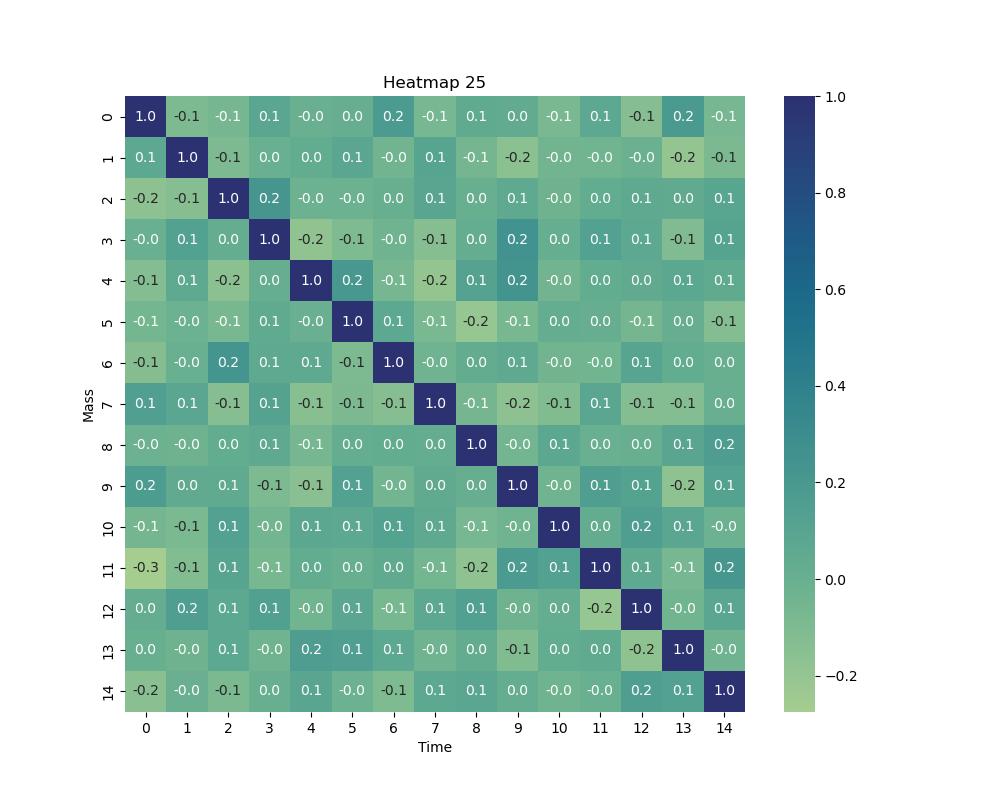 Heatmap 25
0 1.0 -0.1 -0.1 0.1 -0.0 0.0 0.2 -0.1 0.1 0.0 -0.1 0.1 -0.1 0.2 -0.1
1 0.1 1.0 -0.1 0.0 0.0 0.1 -0.0 0.1 -0.1 -0.2 -0.0 -0.0 -0.0 -0.2 -0.1
2 -0.2 -0.1 1.0 0.2 -0.0 -0.0 0.0 0.1 0.0 0.1 -0.0 0.0 0.1 0.0 0.1
3 -0.0 0.1 0.0 1.0 -0.2 -0.1 -0.0 -0.1 0.0 0.2 -0.0 0.1 0.1 -0.1 0.1
4 -0.1 0.1 -0.2 0.0 1.0 0.2 -0.1 -0.2 0.1 0.2 -0.0 0.0 0.0 0.1 0.1
5 -0.1 -0.0 -0.1 0.1 -0.0 1.0 0.1 -0.1 -0.2 -0.1 0.0 0.0 -0.1 0.0 -0.1
6 -0.1 -0.0 0.2 0.1 0.1 -0.1 1.0 -0.0 0.0 0.1 -0.0 -0.0 0.1 0.0 0.0
7 0.1 0.1 -0.1 0.1 -0.1 -0.1 -0.1 1.0 -0.1 -0.2 -0.1 0.1 -0.1 -0.1 0.0
8 -0.0 -0.0 0.0 0.1 -0.1 0.0 0.0 0.0 1.0 -0.0 0.1 0.0 0.0 0.1 0.2
9 0.2 0.0 0.1 -0.1 -0.1 0.1 -0.0 0.0 0.0 1.0 -0.0 0.1 0.1 -0.2 0.1
10 -0.1 -0.1 0.1 -0.0 0.1 0.1 0.1 0.1 -0.1 -0.0 1.0 0.0 0.2 0.1 -0.0
11 -0.3 -0.1 0.1 -0.1 0.0 0.0 0.0 -0.1 -0.2 0.2 0.1 1.0 0.1 -0.1 0.2
12 0.0 0.2 0.1 0.1 -0.0 0.1 -0.1 0.1 0.1 -0.0 0.0 -0.2 1.0 -0.0 0.1
13 0.0 -0.0 0.1 -0.0 0.2 0.1 0.1 -0.0 0.0 -0.1 0.0 0.0 -0.2 1.0 -0.0
14 -0.2 -0.0 -0.1 0.0 0.1 -0.0 -0.1 0.1 0.1 0.0 -0.0 -0.0 0.2 0.1 1.0
0 1 2 3 4 5 6 7 8 9 10 11 12 13 14
Time
Mass
1.0
0.8
0.6
0.4
0.2
0.0
−0.2